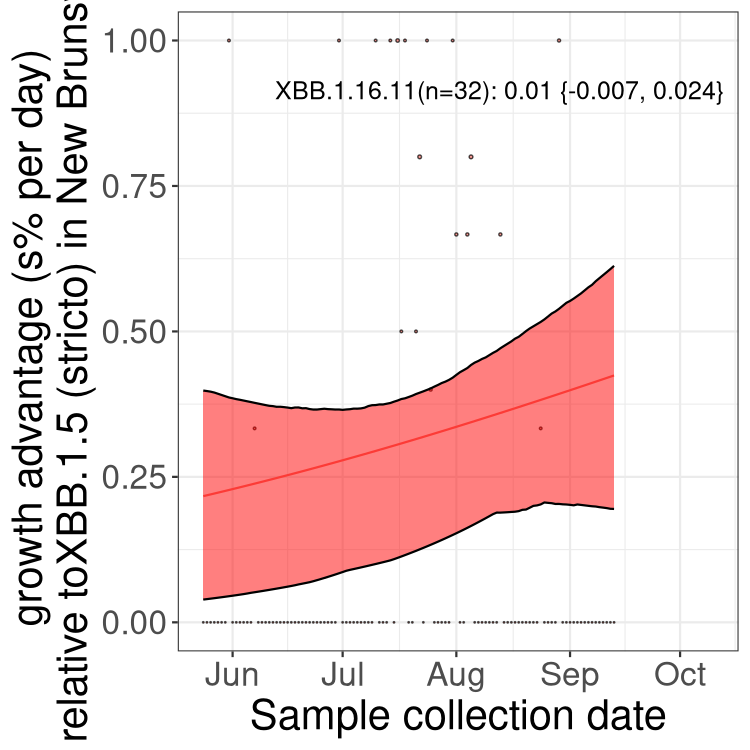 growth advantage (s% per day)
relative toXBB.1.5 (stricto) in New
1.00
0.75
0.50
0.25
0.00
XBB.1.16.11(n=32): 0.01 {-0.007, 0.024}
Jun Jul Aug Sep Oct
Sample collection date